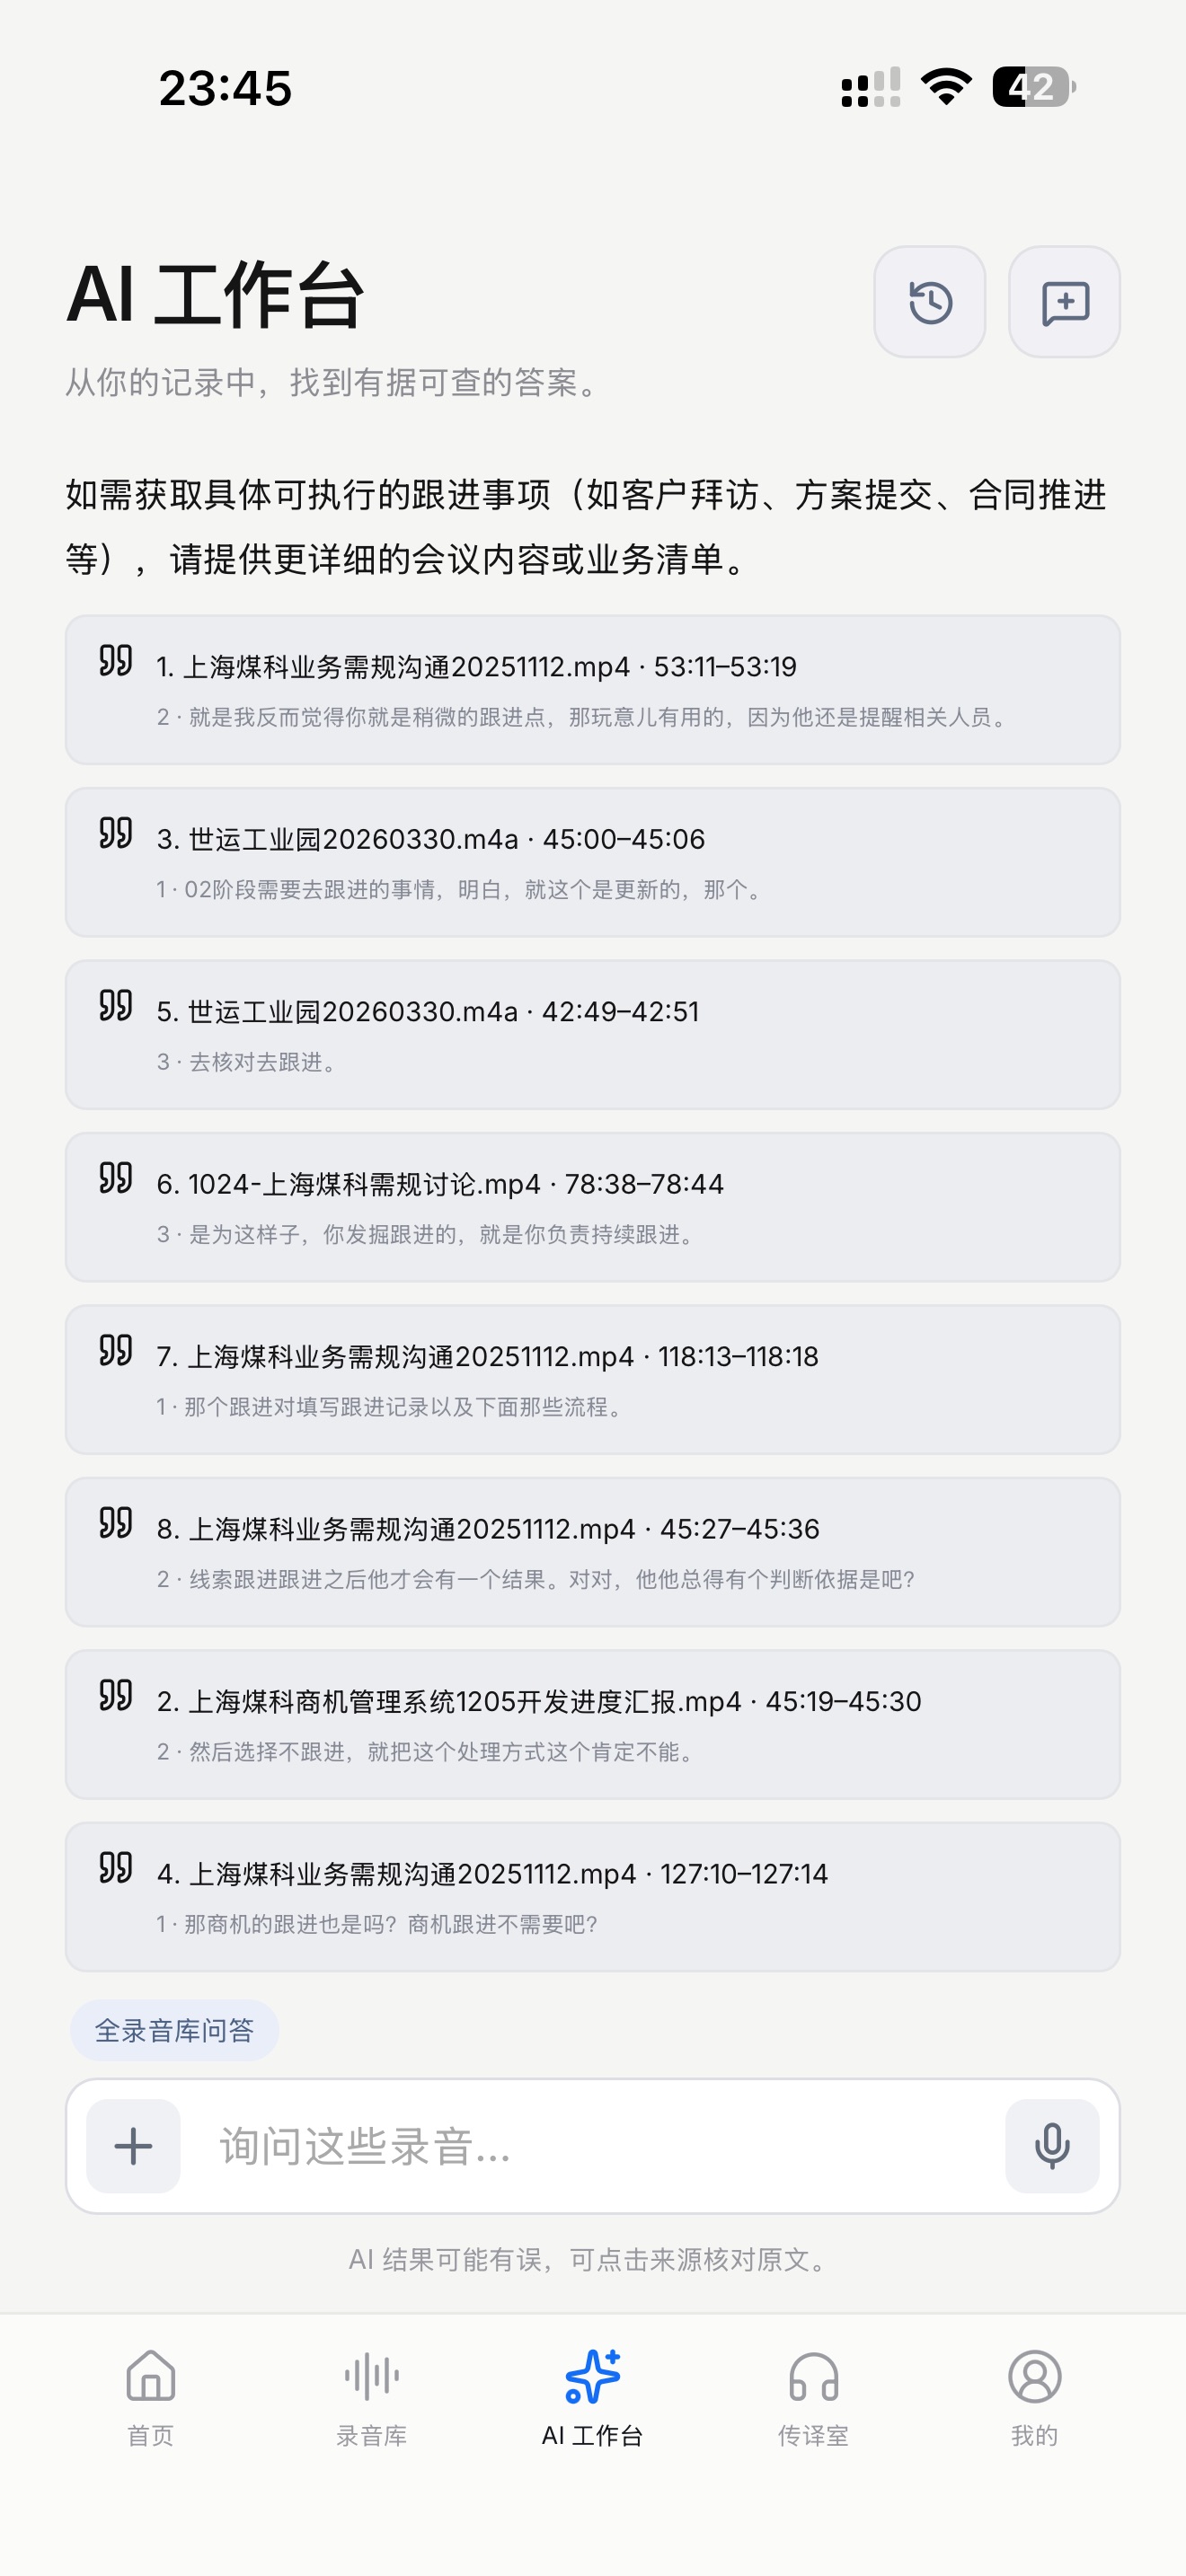 23:45
42
AI 工作台
从你的记录中，找到有据可查的答案。
如需获取具体可执行的跟进事项（如客户拜访、方案提交、合同推进
等），请提供更详细的会议内容或业务清单。
1. 上海煤科业务需规沟通20251112.mp4 · 53:11–53:19
2 · 就是我反而觉得你就是稍微的跟进点，那玩意儿有用的，因为他还是提醒相关人员。
3. 世运工业园20260330.m4a · 45:00–45:06
1 · 02阶段需要去跟进的事情，明白，就这个是更新的，那个。
5. 世运工业园20260330.m4a · 42:49–42:51
3 · 去核对去跟进。
6. 1024-上海煤科需规讨论.mp4 · 78:38–78:44
3 · 是为这样子，你发掘跟进的，就是你负责持续跟进。
7. 上海煤科业务需规沟通20251112.mp4 · 118:13–118:18
1 · 那个跟进对填写跟进记录以及下面那些流程。
8. 上海煤科业务需规沟通20251112.mp4 · 45:27–45:36
2 · 线索跟进跟进之后他才会有一个结果。对对，他他总得有个判断依据是吧？
2. 上海煤科商机管理系统1205开发进度汇报.mp4 · 45:19–45:30
2 · 然后选择不跟进，就把这个处理方式这个肯定不能。
4. 上海煤科业务需规沟通20251112.mp4 · 127:10–127:14
1 · 那商机的跟进也是吗？商机跟进不需要吧？
全录音库问答
询问这些录音...
AI 结果可能有误，可点击来源核对原文。
首页
录音库
AI 工作台
传译室
我的